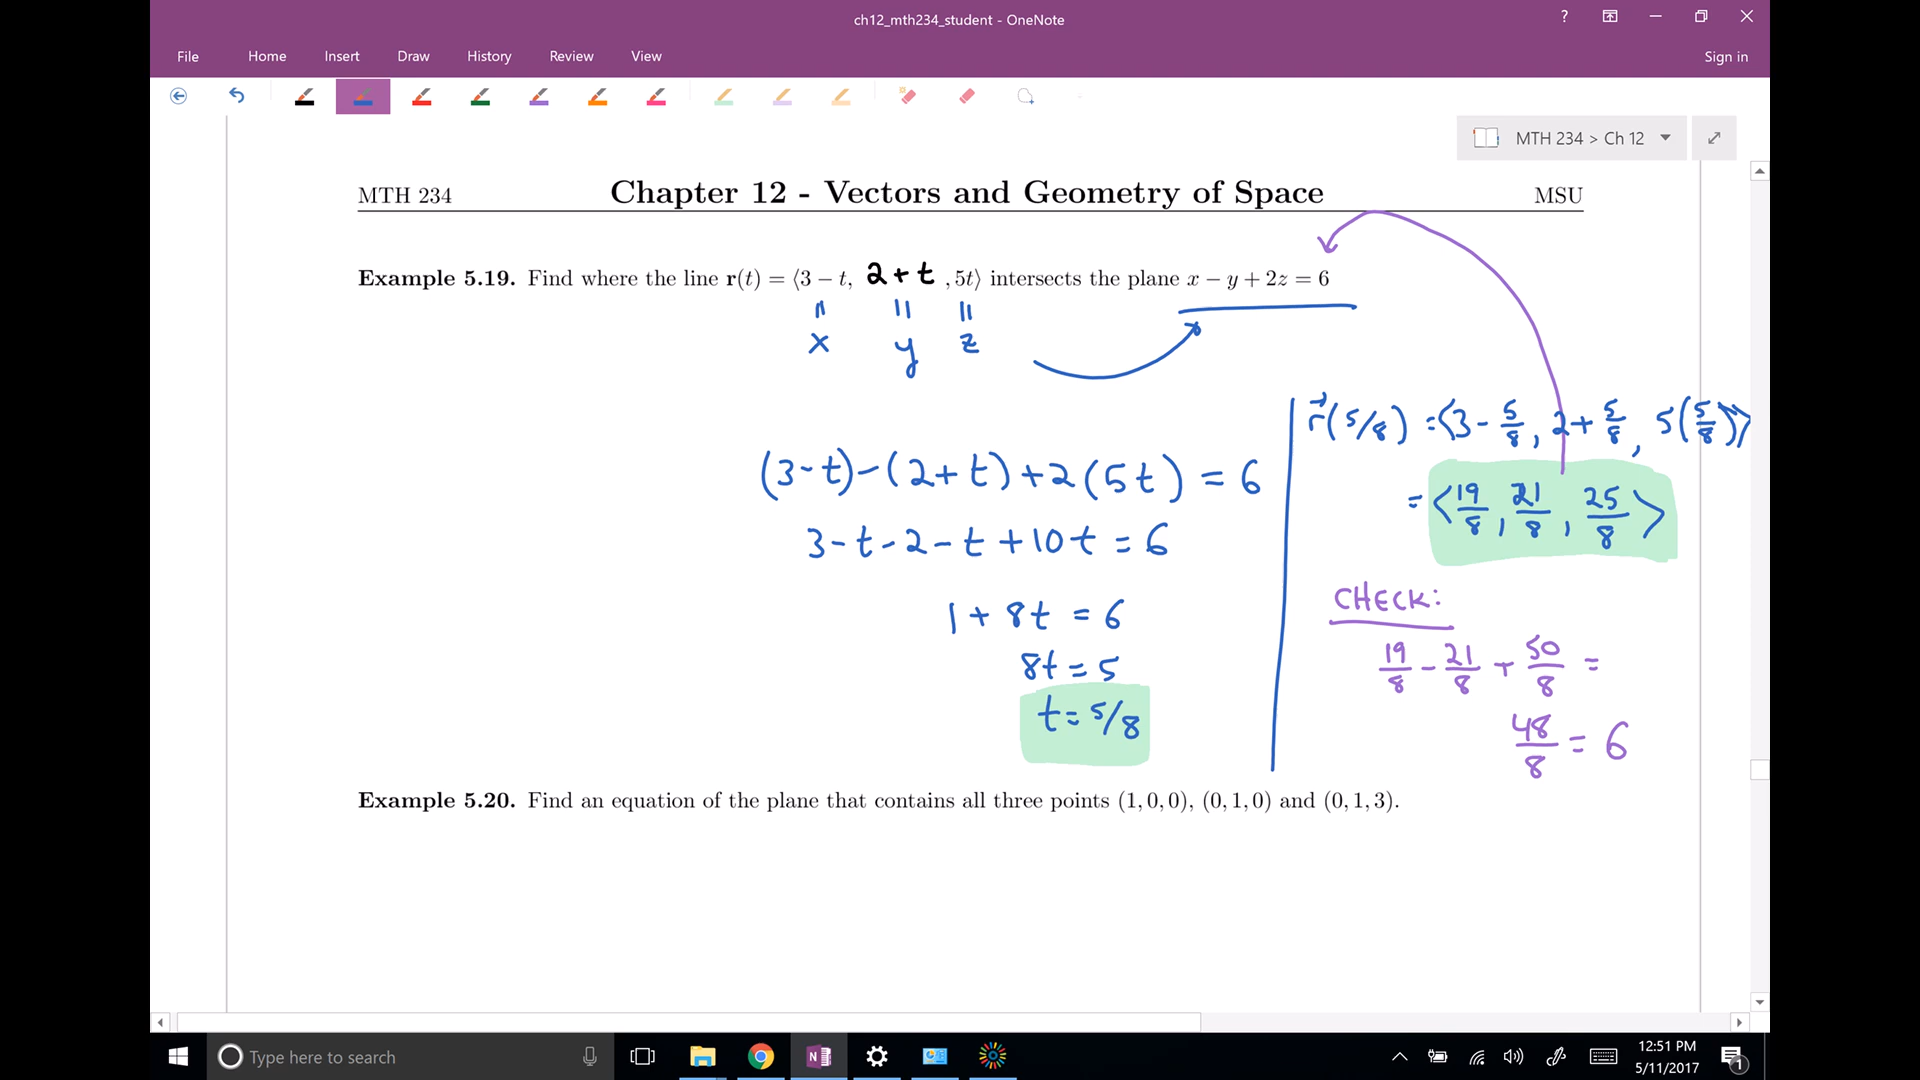 ch12_mth234_student - OneNote
?
File Home Insert Draw History Review View Sign in
MTH 234 > Ch 12
MTH 234 Chapter 12 - Vectors and Geometry of Space MSU
Example 5.19. Find where the line r(t) = ⟨3 − t, 2+t , 5t⟩ intersects the plane x − y + 2z = 6
= = =
x y z
(3-t)-(2+t)+2(5t) = 6
3-t-2-t+10t = 6
1 + 8t = 6
8t = 5
t = 5/8
r⃗(5/8) = ⟨3 - 5/8, 2 + 5/8, 5(5/8)⟩
= ⟨19/8, 21/8, 25/8⟩
CHECK:
19/8 - 21/8 + 50/8 =
48/8 = 6
Example 5.20. Find an equation of the plane that contains all three points (1, 0, 0), (0, 1, 0) and (0, 1, 3).
Type here to search
12:51 PM
5/11/2017
1